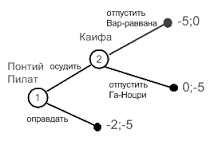 отпустить
Вар-раввана
-5;0
Каифа
Понтий
Пилат
осудить
2
отпустить
Га-Ноцри
0;-5
1
оправдать
-2;-5